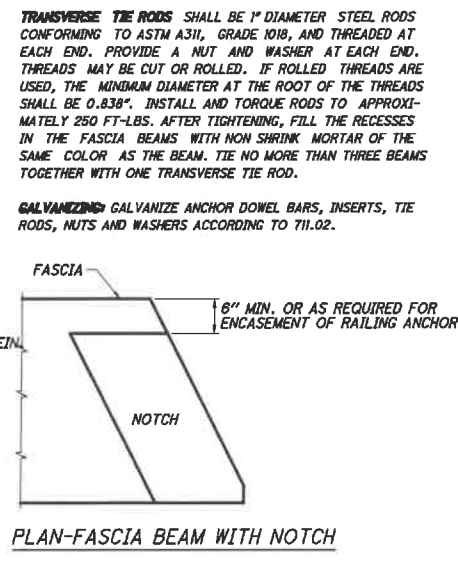 TRANSVERSE TIE RODS SHALL BE 1" DIAMETER STEEL RODS
CONFORMING TO ASTM A311, GRADE 1018, AND THREADED AT
EACH END. PROVIDE A NUT AND WASHER AT EACH END.
THREADS MAY BE CUT OR ROLLED. IF ROLLED THREADS ARE
USED, THE MINIMUM DIAMETER AT THE ROOT OF THE THREADS
SHALL BE 0.838". INSTALL AND TORQUE RODS TO APPROXI-
MATELY 250 FT-LBS. AFTER TIGHTENING, FILL THE RECESSES
IN THE FASCIA BEAMS WITH NON SHRINK MORTAR OF THE
SAME COLOR AS THE BEAM. TIE NO MORE THAN THREE BEAMS
TOGETHER WITH ONE TRANSVERSE TIE ROD.
GALVANIZING: GALVANIZE ANCHOR DOWEL BARS, INSERTS, TIE
RODS, NUTS AND WASHERS ACCORDING TO 711.02.
FASCIA
6" MIN. OR AS REQUIRED FOR
ENCASEMENT OF RAILING ANCHOR
EIN.
NOTCH
PLAN-FASCIA BEAM WITH NOTCH